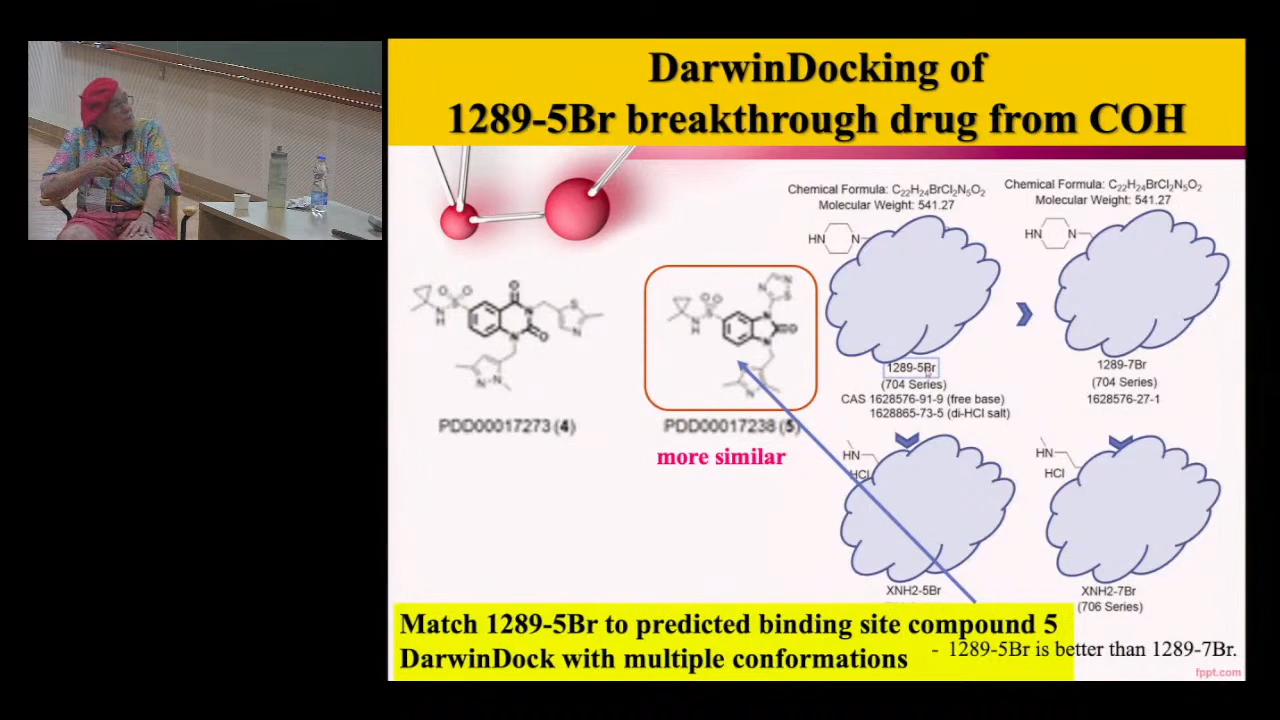 DarwinDocking of
1289-5Br breakthrough drug from COH
Chemical Formula: C22H24BrCl2N5O2
Molecular Weight: 541.27
Chemical Formula: C22H24BrCl2N5O2
Molecular Weight: 541.27
HN
N
HN
N
O O
S
N
H
O
N
O
N
S
N
N
N
O O
S
N
H
N
N
S
N
O
N
N
PDD00017273 (4)
PDD00017238 (5)
more similar
1289-5Br
(704 Series)
CAS 1628576-91-9 (free base)
1628865-73-5 (di-HCl salt)
1289-7Br
(704 Series)
1628576-27-1
HN
HCl
HN
HCl
XNH2-5Br
XNH2-7Br
(706 Series)
Match 1289-5Br to predicted binding site compound 5
DarwinDock with multiple conformations
- 1289-5Br is better than 1289-7Br.
fppt.com